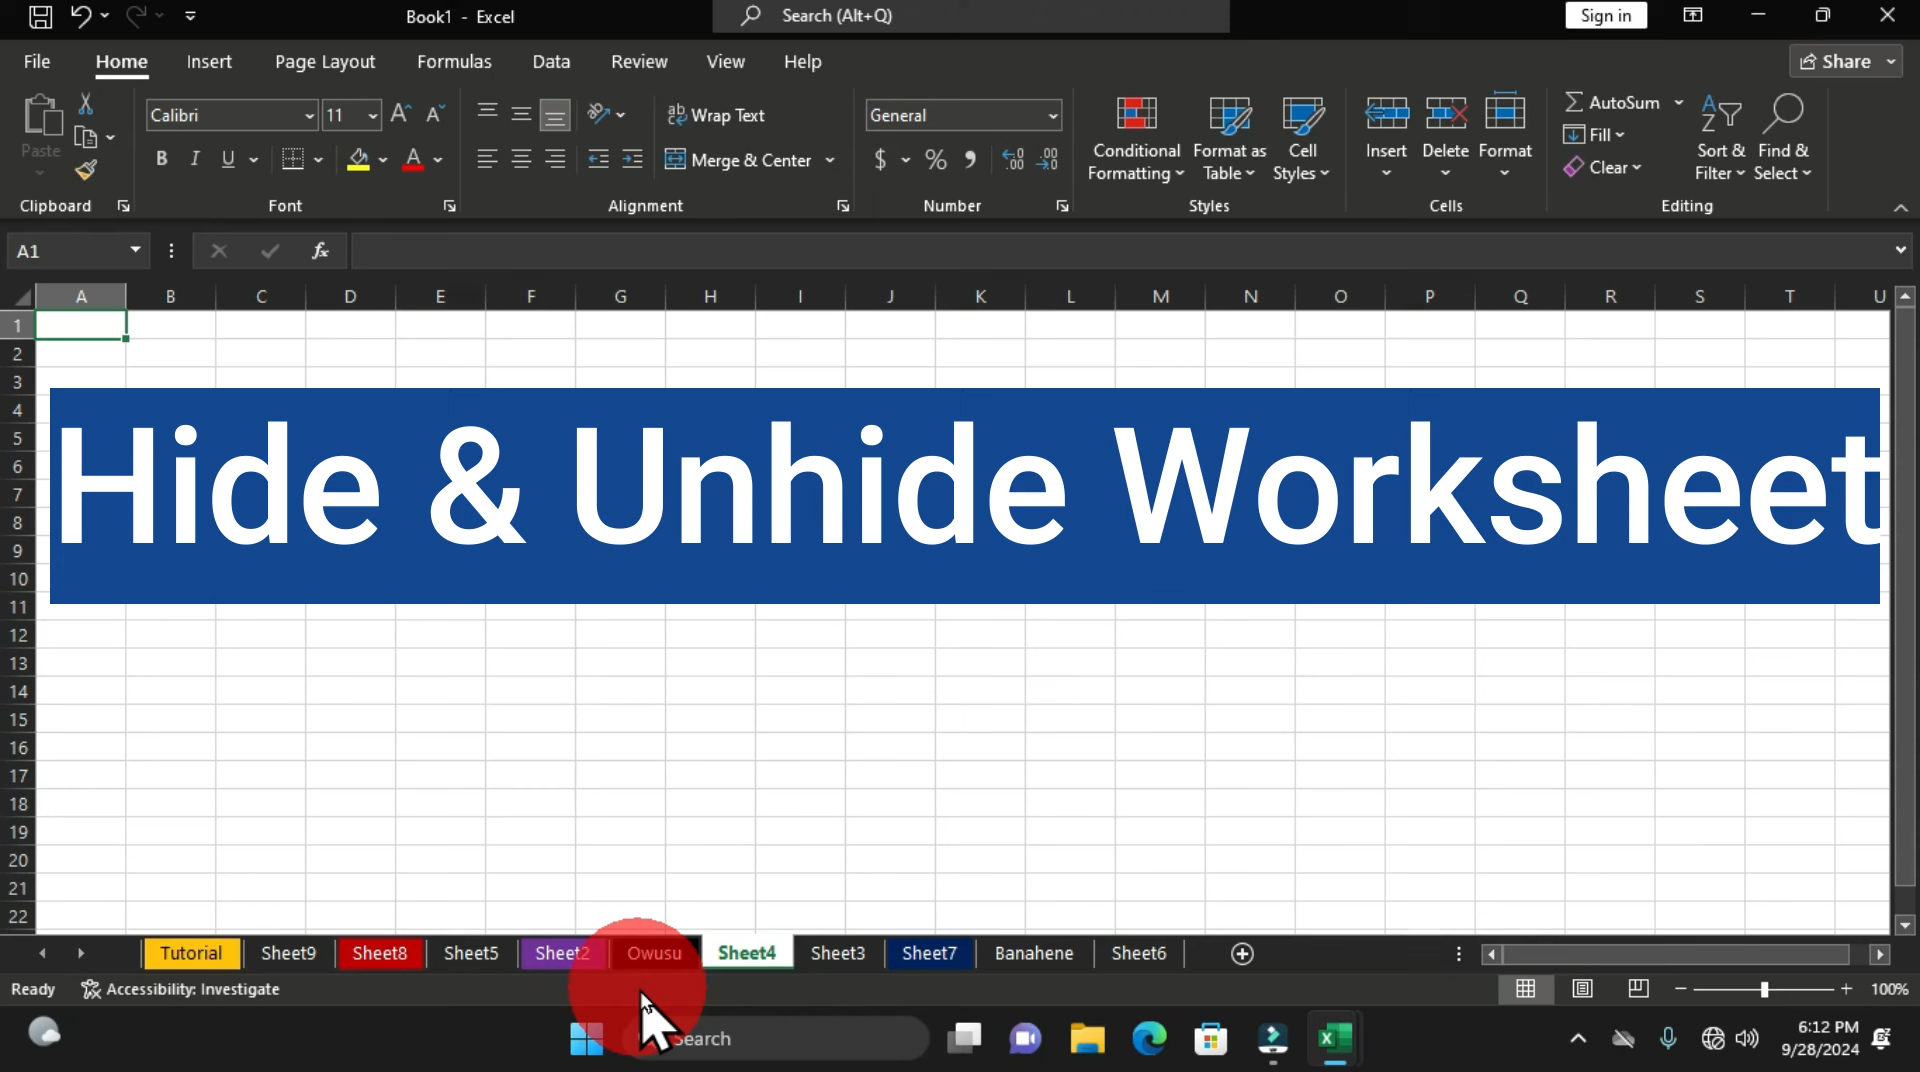 Book1 - Excel
Search (Alt+Q)
Sign in
File Home Insert Page Layout Formulas Data Review View Help
Share
Paste
Calibri 11
B I U A
Wrap Text
Merge & Center
General
$ %
Conditional Formatting
Format as Table
Cell Styles
Insert
Delete
Format
AutoSum
Fill
Clear
Sort & Filter
Find & Select
Clipboard Font Alignment Number Styles Cells Editing
A1 fx
A B C D E F G H I J K L M N O P Q R S T U
1
2
3
4
5
6
7
8
9
10
11
12
13
14
15
16
17
18
19
20
21
22
Hide & Unhide Worksheet
Tutorial Sheet9 Sheet8 Sheet5 Sheet2 Owusu Sheet4 Sheet3 Sheet7 Banahene Sheet6
Ready Accessibility: Investigate 100%
Search
6:12 PM
9/28/2024